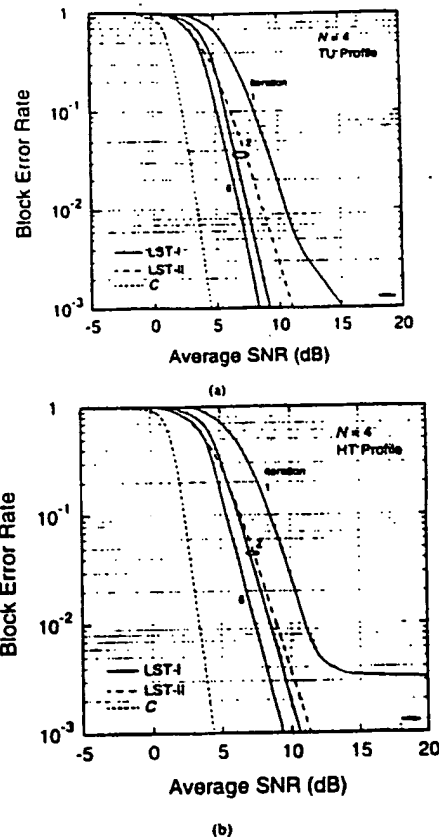 1
N = 4
TU Profile
iteration
1
10-1
2
Block Error Rate
10-2
6
LST-I
LST-II
C
10-3
-5 0 5 10 15 20
Average SNR (dB)
(a)
1
N = 4
HT Profile
iteration
1
10-1
2
Block Error Rate
6
10-2
LST-I
LST-II
C
10-3
-5 0 5 10 15 20
Average SNR (dB)
(b)